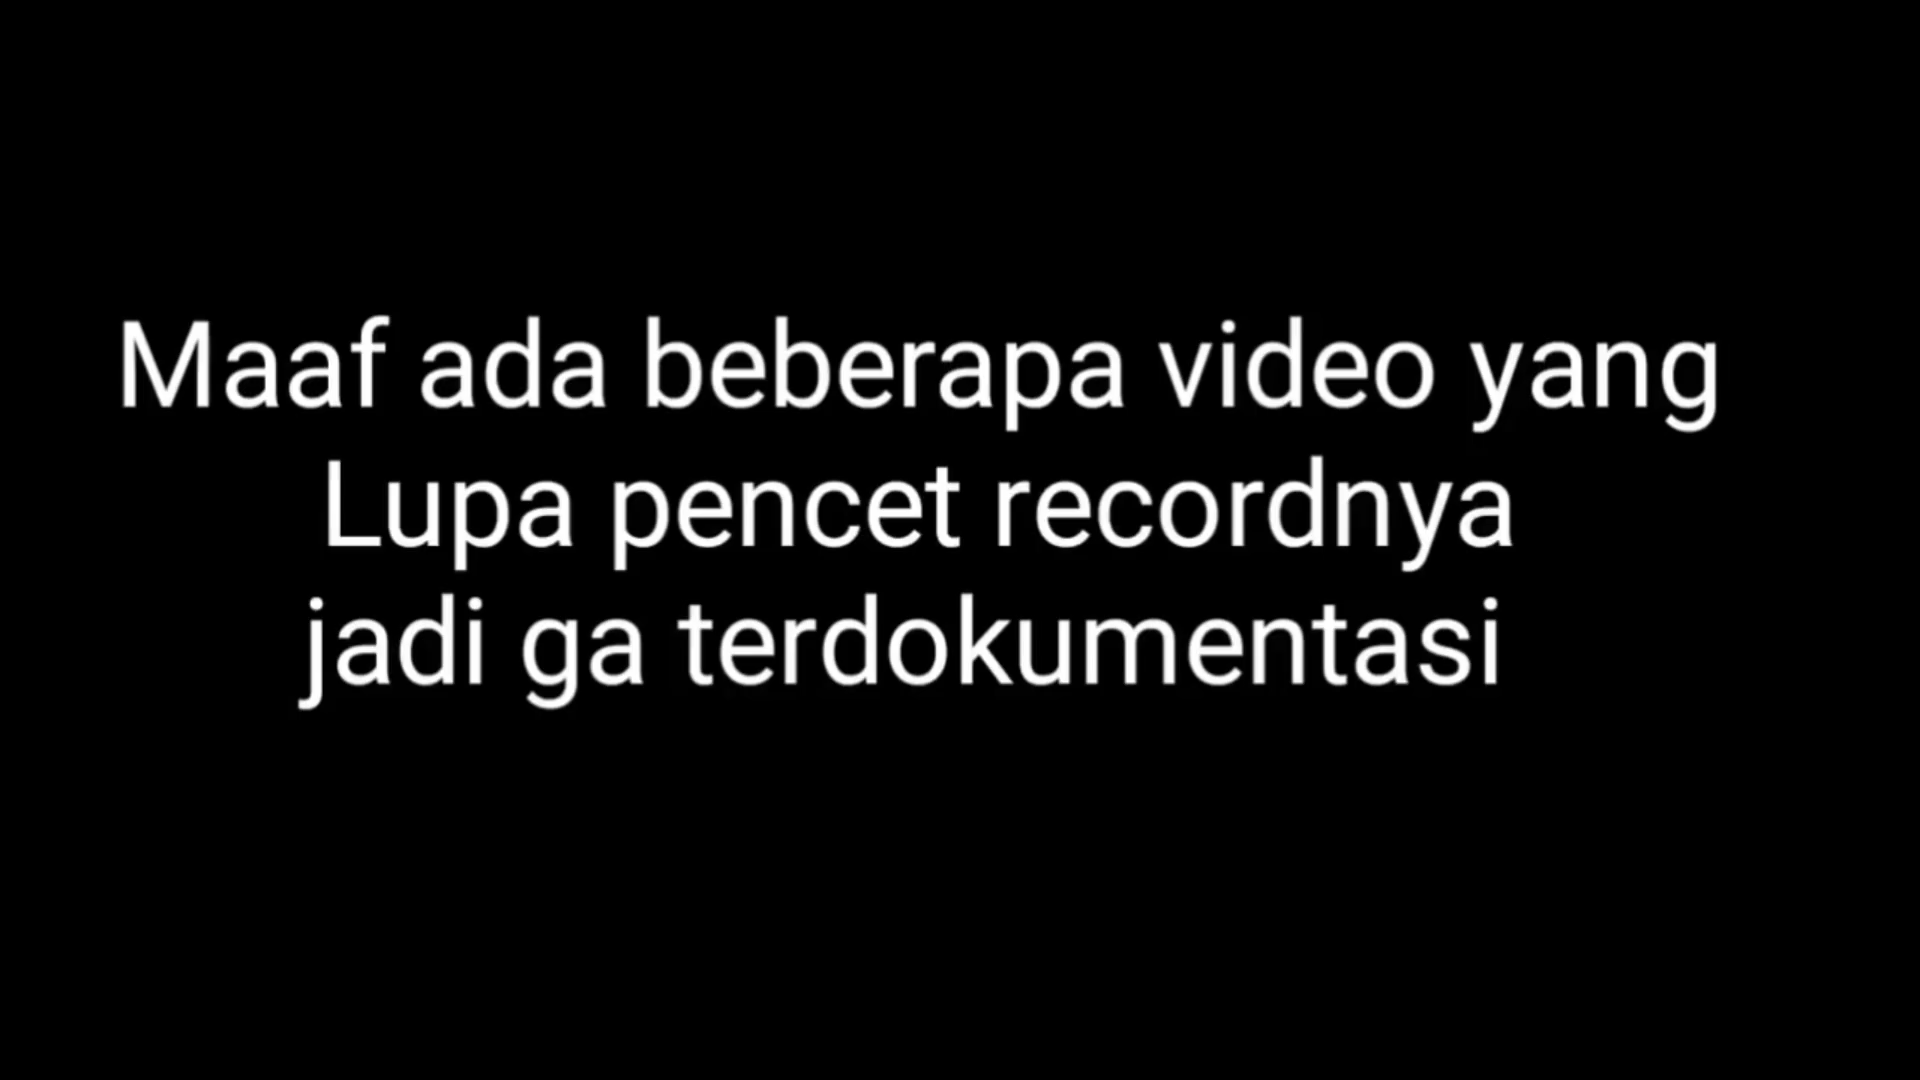 Maaf ada beberapa video yang
Lupa pencet recordnya
jadi ga terdokumentasi